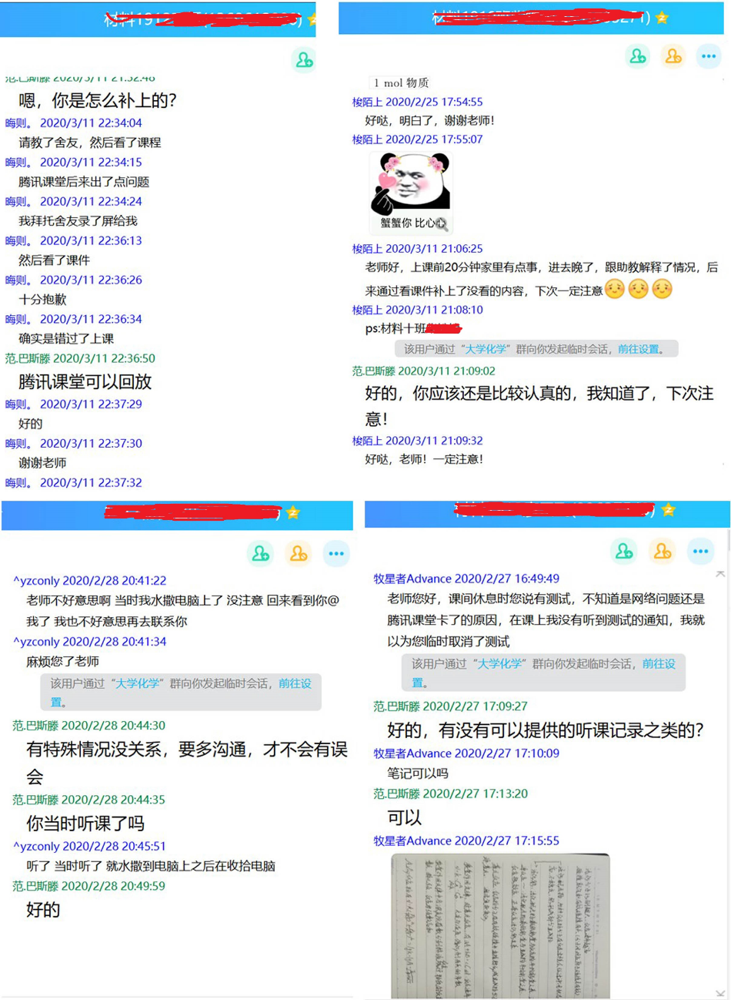 范.巴斯滕 2020/3/11 21:52:46
嗯，你是怎么补上的？
晦则。 2020/3/11 22:34:04
请教了舍友，然后看了课程
晦则。 2020/3/11 22:34:15
腾讯课堂后来出了点问题
晦则。 2020/3/11 22:34:24
我拜托舍友录了屏给我
晦则。 2020/3/11 22:36:13
然后看了课件
晦则。 2020/3/11 22:36:26
十分抱歉
晦则。 2020/3/11 22:36:34
确实是错过了上课
范.巴斯滕 2020/3/11 22:36:50
腾讯课堂可以回放
晦则。 2020/3/11 22:37:29
好的
晦则。 2020/3/11 22:37:30
谢谢老师
晦则。 2020/3/11 22:37:32
1 mol 物质
梭陌上 2020/2/25 17:54:55
好哒，明白了，谢谢老师！
梭陌上 2020/2/25 17:55:07
蟹蟹你 比心心
梭陌上 2020/3/11 21:06:25
老师好，上课前20分钟家里有点事，进去晚了，跟助教解释了情况，后
来通过看课件补上了没看的内容，下次一定注意
梭陌上 2020/3/11 21:08:10
ps:材料十班
该用户通过“大学化学”群向你发起临时会话，前往设置。
范.巴斯滕 2020/3/11 21:09:02
好的，你应该还是比较认真的，我知道了，下次注
意！
梭陌上 2020/3/11 21:09:32
好哒，老师！一定注意！
^yzconly 2020/2/28 20:41:22
老师不好意思啊 当时我水撒电脑上了 没注意 回来看到你@
我了 我也不好意思再去联系你
^yzconly 2020/2/28 20:41:34
麻烦您了老师
该用户通过“大学化学”群向你发起临时会话，前往设
置。
范.巴斯滕 2020/2/28 20:44:30
有特殊情况没关系，要多沟通，才不会有误
会
范.巴斯滕 2020/2/28 20:44:35
你当时听课了吗
^yzconly 2020/2/28 20:45:51
听了 当时听了 就水撒到电脑上之后在收拾电脑
范.巴斯滕 2020/2/28 20:49:59
好的
牧星者Advance 2020/2/27 16:49:49
老师您好，课间休息时您说有测试，不知道是网络问题还是
腾讯课堂卡了的原因，在课上我没有听到测试的通知，我就
以为您临时取消了测试
该用户通过“大学化学”群向你发起临时会话，前往设
置。
范.巴斯滕 2020/2/27 17:09:27
好的，有没有可以提供的听课记录之类的？
牧星者Advance 2020/2/27 17:10:09
笔记可以吗
范.巴斯滕 2020/2/27 17:13:20
可以
牧星者Advance 2020/2/27 17:15:55